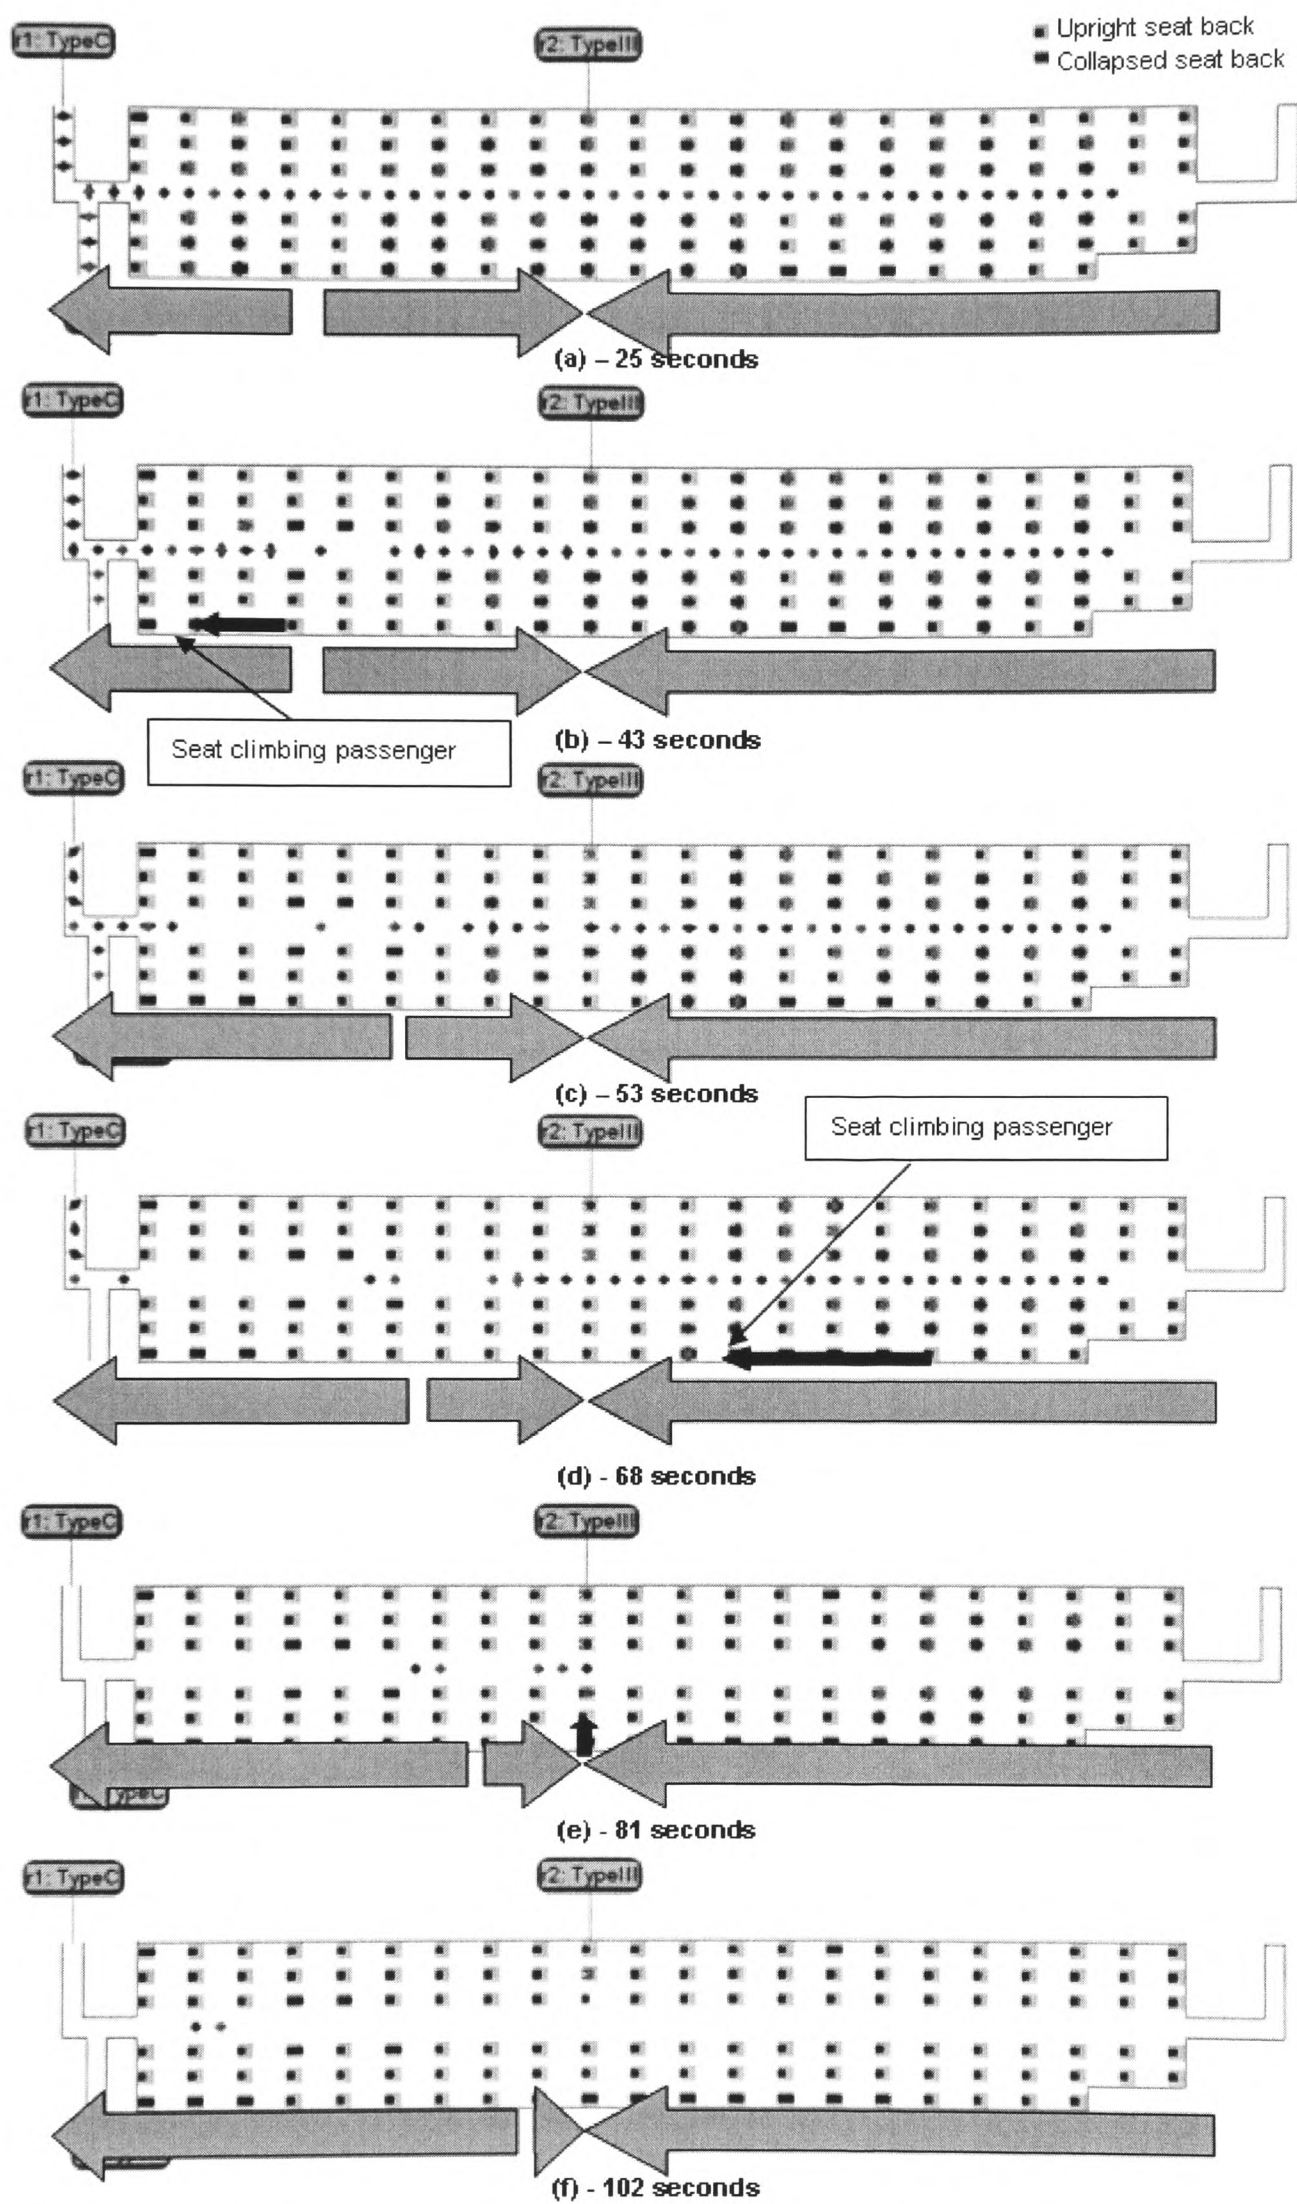 r1: TypeC
r2: TypeIII
Upright seat back
Collapsed seat back
(a) – 25 seconds
r1: TypeC
r2: TypeIII
Seat climbing passenger
(b) – 43 seconds
r1: TypeC
r2: TypeIII
(c) – 53 seconds
r1: TypeC
r2: TypeIII
Seat climbing passenger
(d) - 68 seconds
r1: TypeC
r2: TypeIII
TypeC
(e) - 81 seconds
r1: TypeC
r2: TypeIII
(f) - 102 seconds